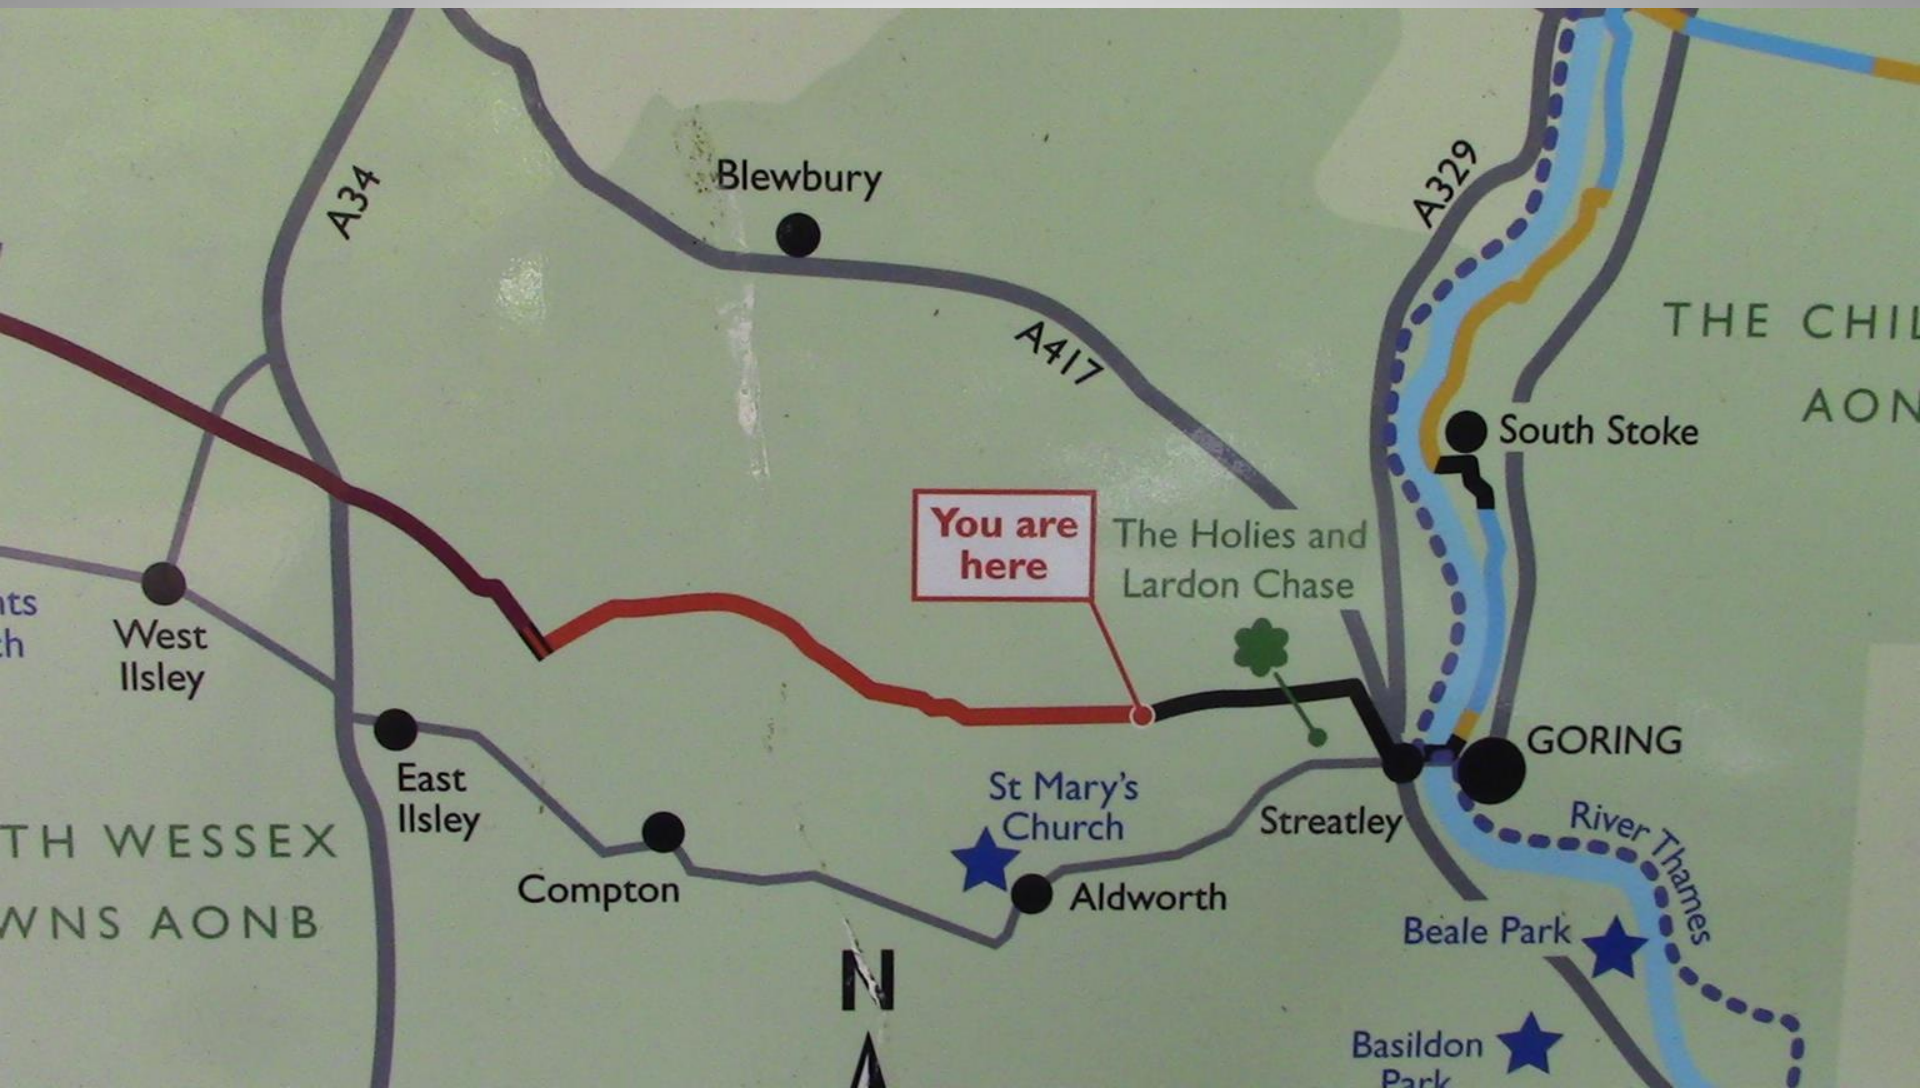 Blewbury
A34
A329
A417
THE CHIL
AON
South Stoke
You are
here
The Holies and
Lardon Chase
nts
ch
West
Ilsley
GORING
East
Ilsley
St Mary's
Church
Streatley
River Thames
TH WESSEX
WNS AONB
Compton
Aldworth
Beale Park
N
Basildon
Park